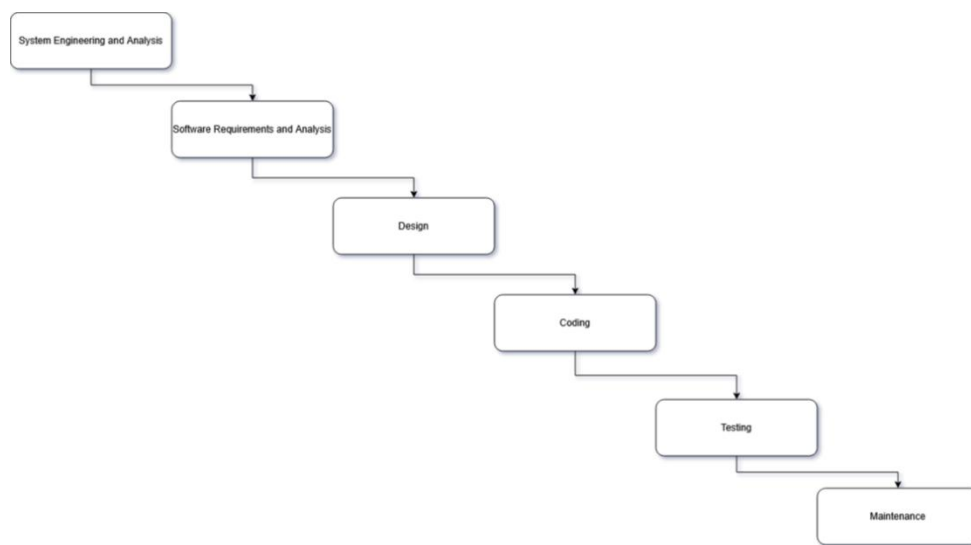 System Engineering and Analysis
Software Requirements and Analysis
Design
Coding
Testing
Maintenance